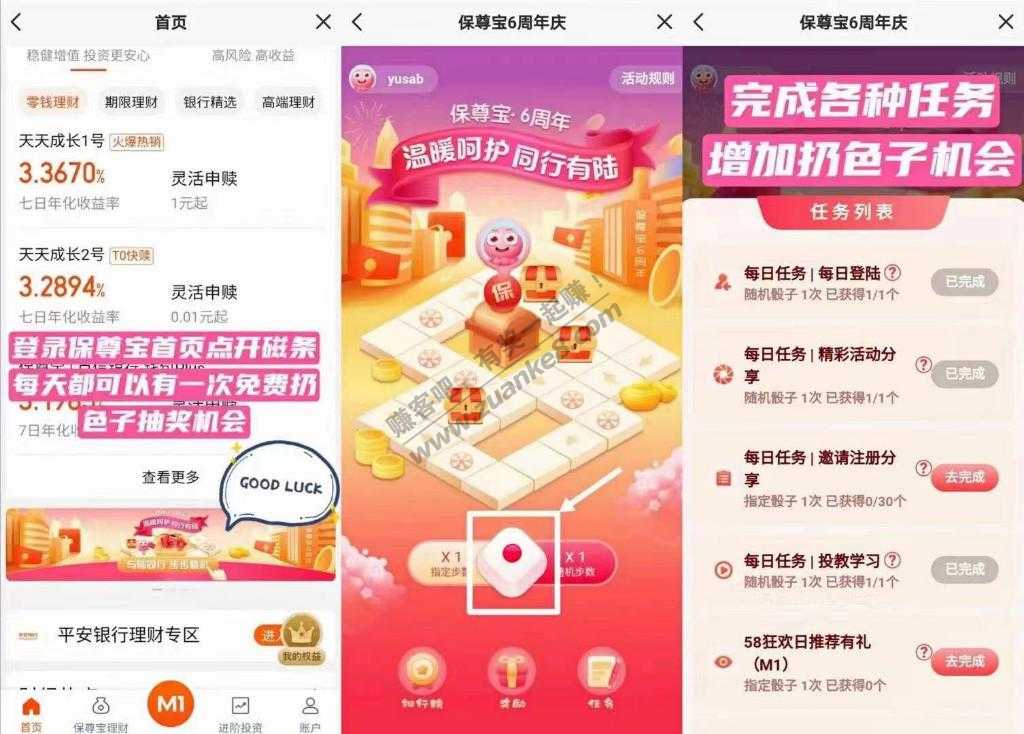 首页
稳健增值 投资更安心
高风险 高收益
零钱理财
期限理财
银行精选
高端理财
天天成长1号
火爆热销
3.3670%
灵活申赎
七日年化收益率
1元起
天天成长2号
T0快赎
3.2894%
灵活申赎
七日年化收益率
0.01元起
登录保尊宝首页点开磁条
每天都可以有一次免费扔
色子抽奖机会
查看更多
GOOD LUCK
温暖呵护 同行有陆
平安银行理财专区
我的权益
首页
保尊宝理财
M1
进阶投资
账户
保尊宝6周年庆
yusab
活动规则
保尊宝·6周年
温暖呵护 同行有陆
保尊宝6周年
保
赚客吧 有奖一起赚！
www.zuanke8.com
X 1
指定步数
X 1
随机步数
奖励
任务
保尊宝6周年庆
完成各种任务
增加扔色子机会
任务列表
每日任务 | 每日登陆
随机骰子 1次 已获得1/1个
已完成
每日任务 | 精彩活动分
享
随机骰子 1次 已获得1/1个
已完成
每日任务 | 邀请注册分
享
指定骰子 1次 已获得0/30个
去完成
每日任务 | 投教学习
随机骰子 1次 已获得1/1个
已完成
58狂欢日推荐有礼
（M1）
指定骰子 1次 已获得0个
去完成